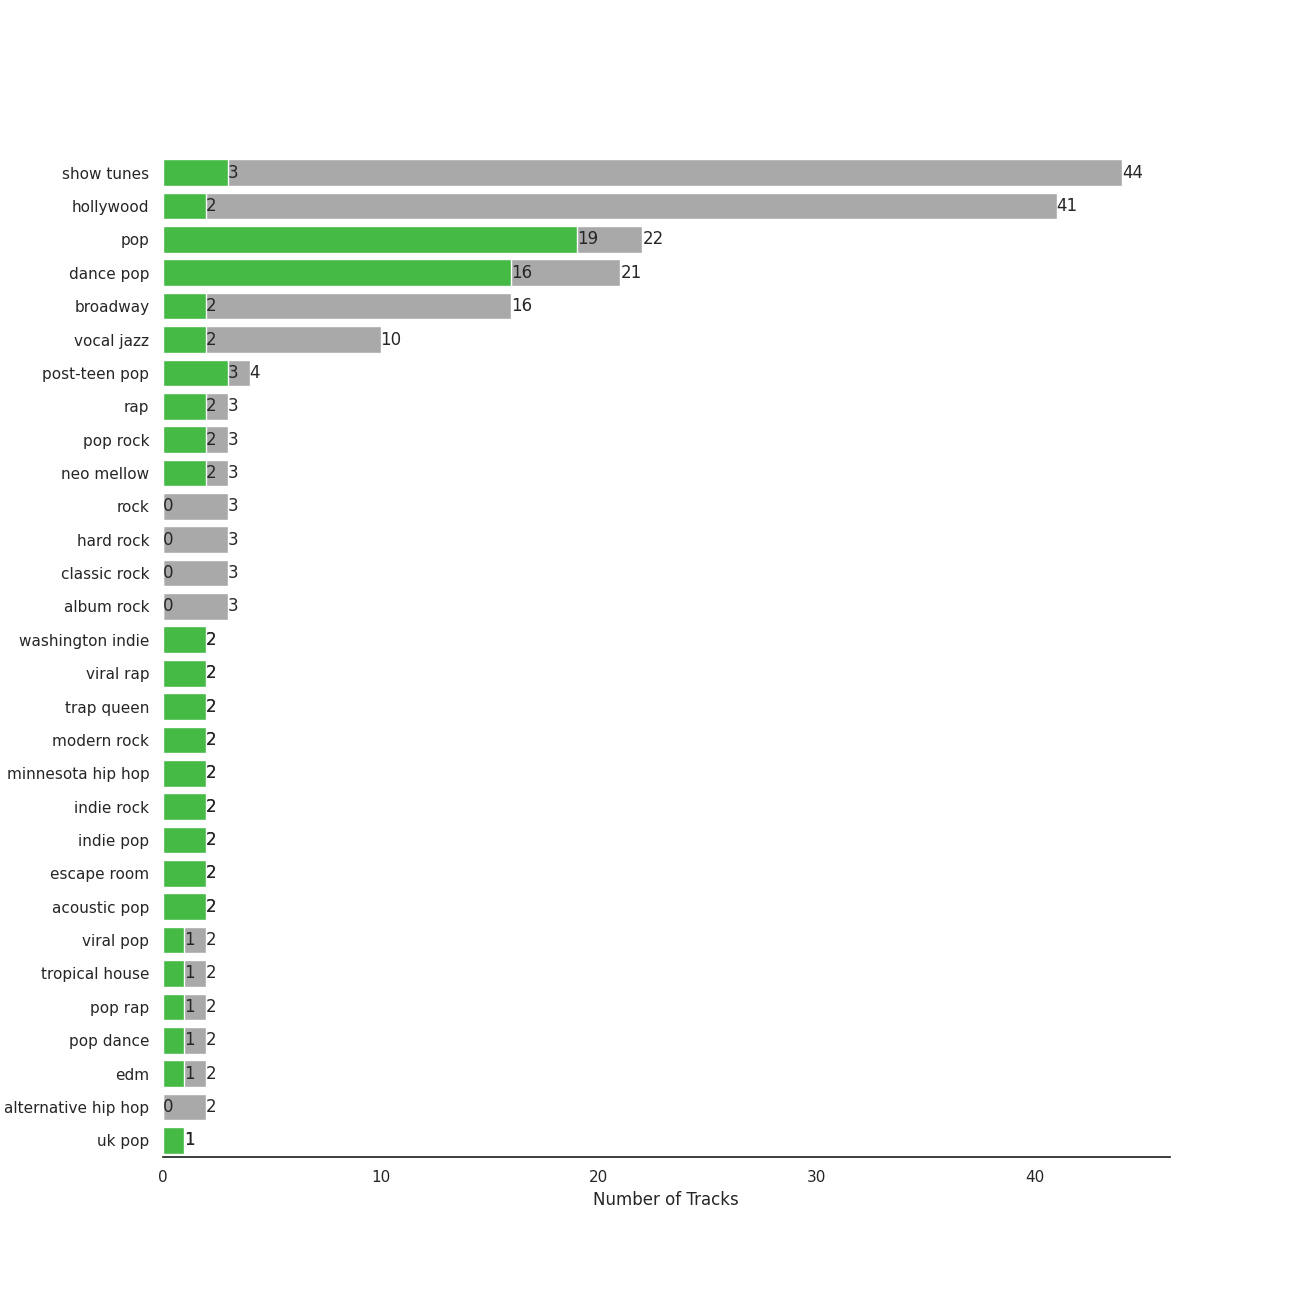 show tunes 3 44
hollywood 2 41
pop 19 22
dance pop 16 21
broadway 2 16
vocal jazz 2 10
post-teen pop 3 4
rap 2 3
pop rock 2 3
neo mellow 2 3
rock 0 3
hard rock 0 3
classic rock 0 3
album rock 0 3
washington indie 2
viral rap 2
trap queen 2
modern rock 2
minnesota hip hop 2
indie rock 2
indie pop 2
escape room 2
acoustic pop 2
viral pop 1 2
tropical house 1 2
pop rap 1 2
pop dance 1 2
edm 1 2
alternative hip hop 0 2
uk pop 1
0 10 20 30 40
Number of Tracks